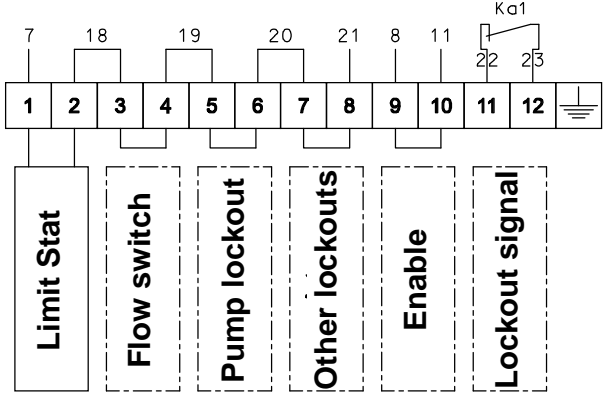 Ka1
7 18 19 20 21 8 11 22 23
1 2 3 4 5 6 7 8 9 10 11 12
Limit Stat
Flow switch
Pump lockout
Other lockouts
Enable
Lockout signal